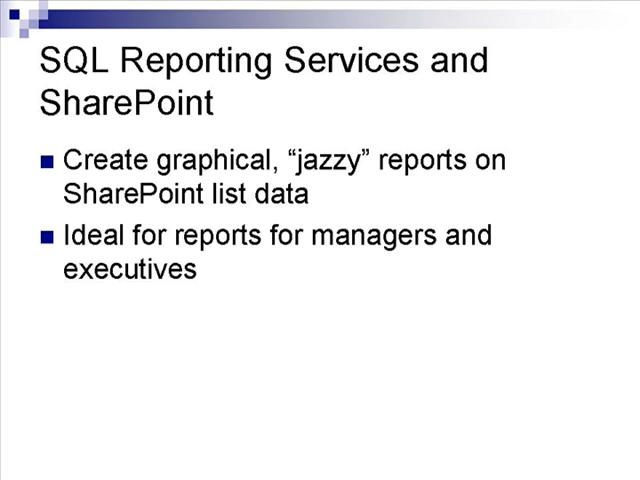 SQL Reporting Services and
SharePoint
Create graphical, “jazzy” reports on
SharePoint list data
Ideal for reports for managers and
executives